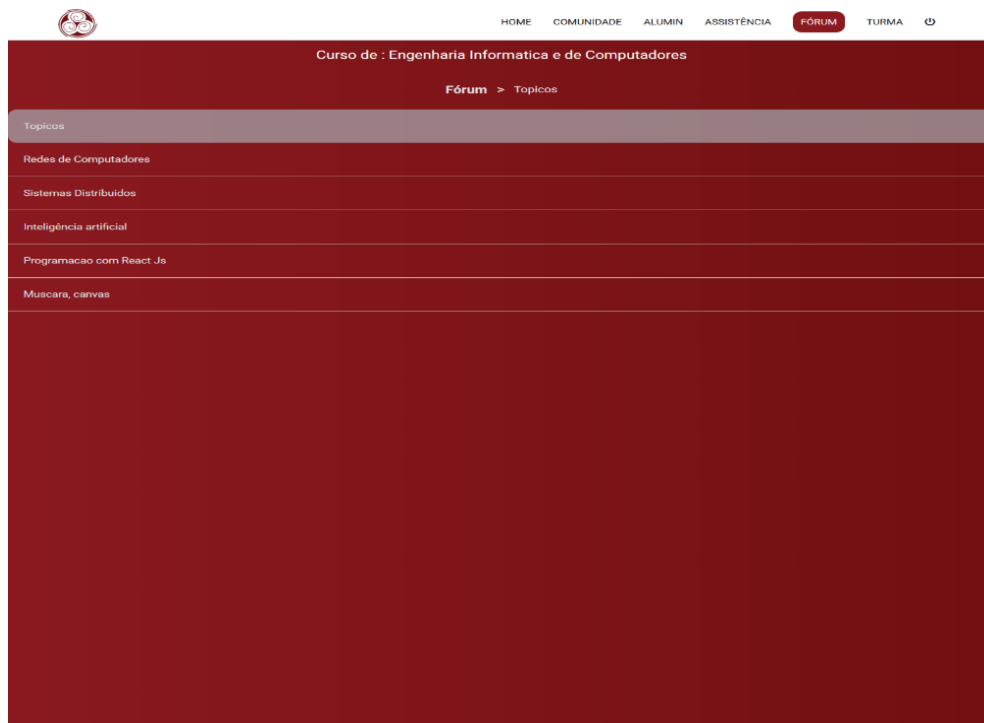 HOME COMUNIDADE ALUMIN ASSISTÊNCIA FÓRUM TURMA
Curso de : Engenharia Informatica e de Computadores
Fórum > Topicos
Topicos
Redes de Computadores
Sistemas Distribuidos
Inteligência artificial
Programacao com React Js
Muscara, canvas